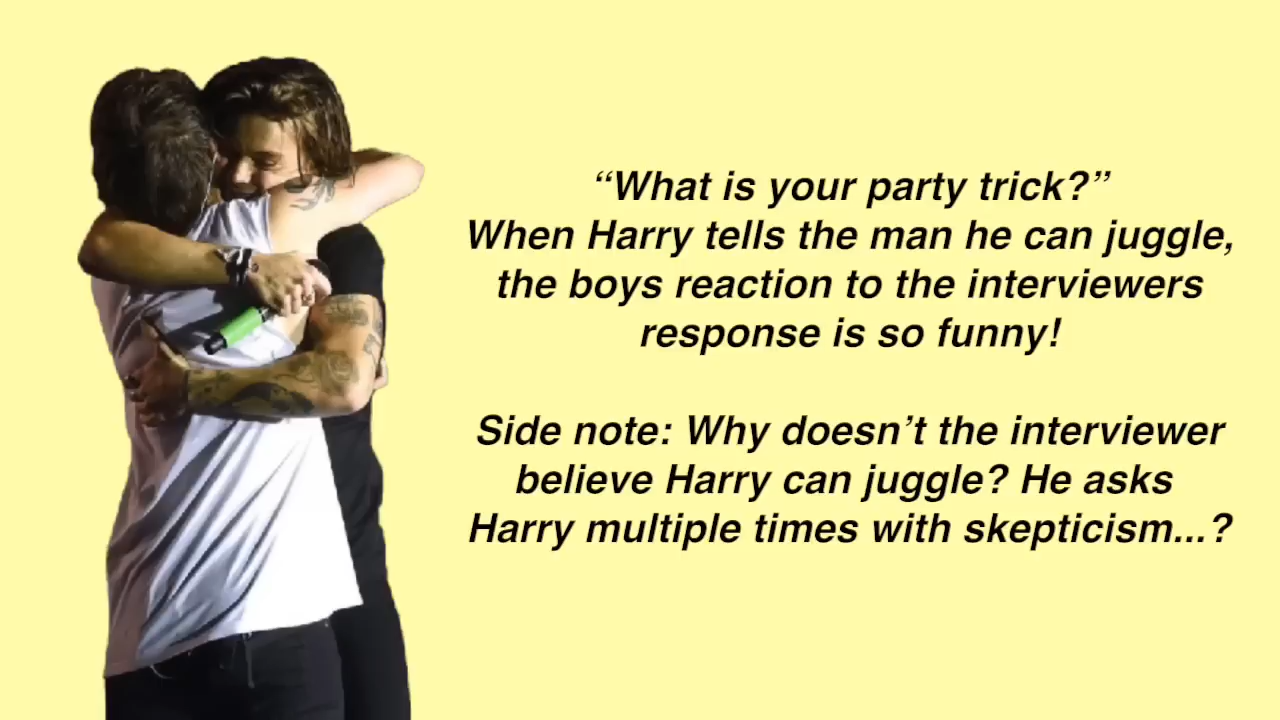 “What is your party trick?”
When Harry tells the man he can juggle,
the boys reaction to the interviewers
response is so funny!
Side note: Why doesn’t the interviewer
believe Harry can juggle? He asks
Harry multiple times with skepticism...?